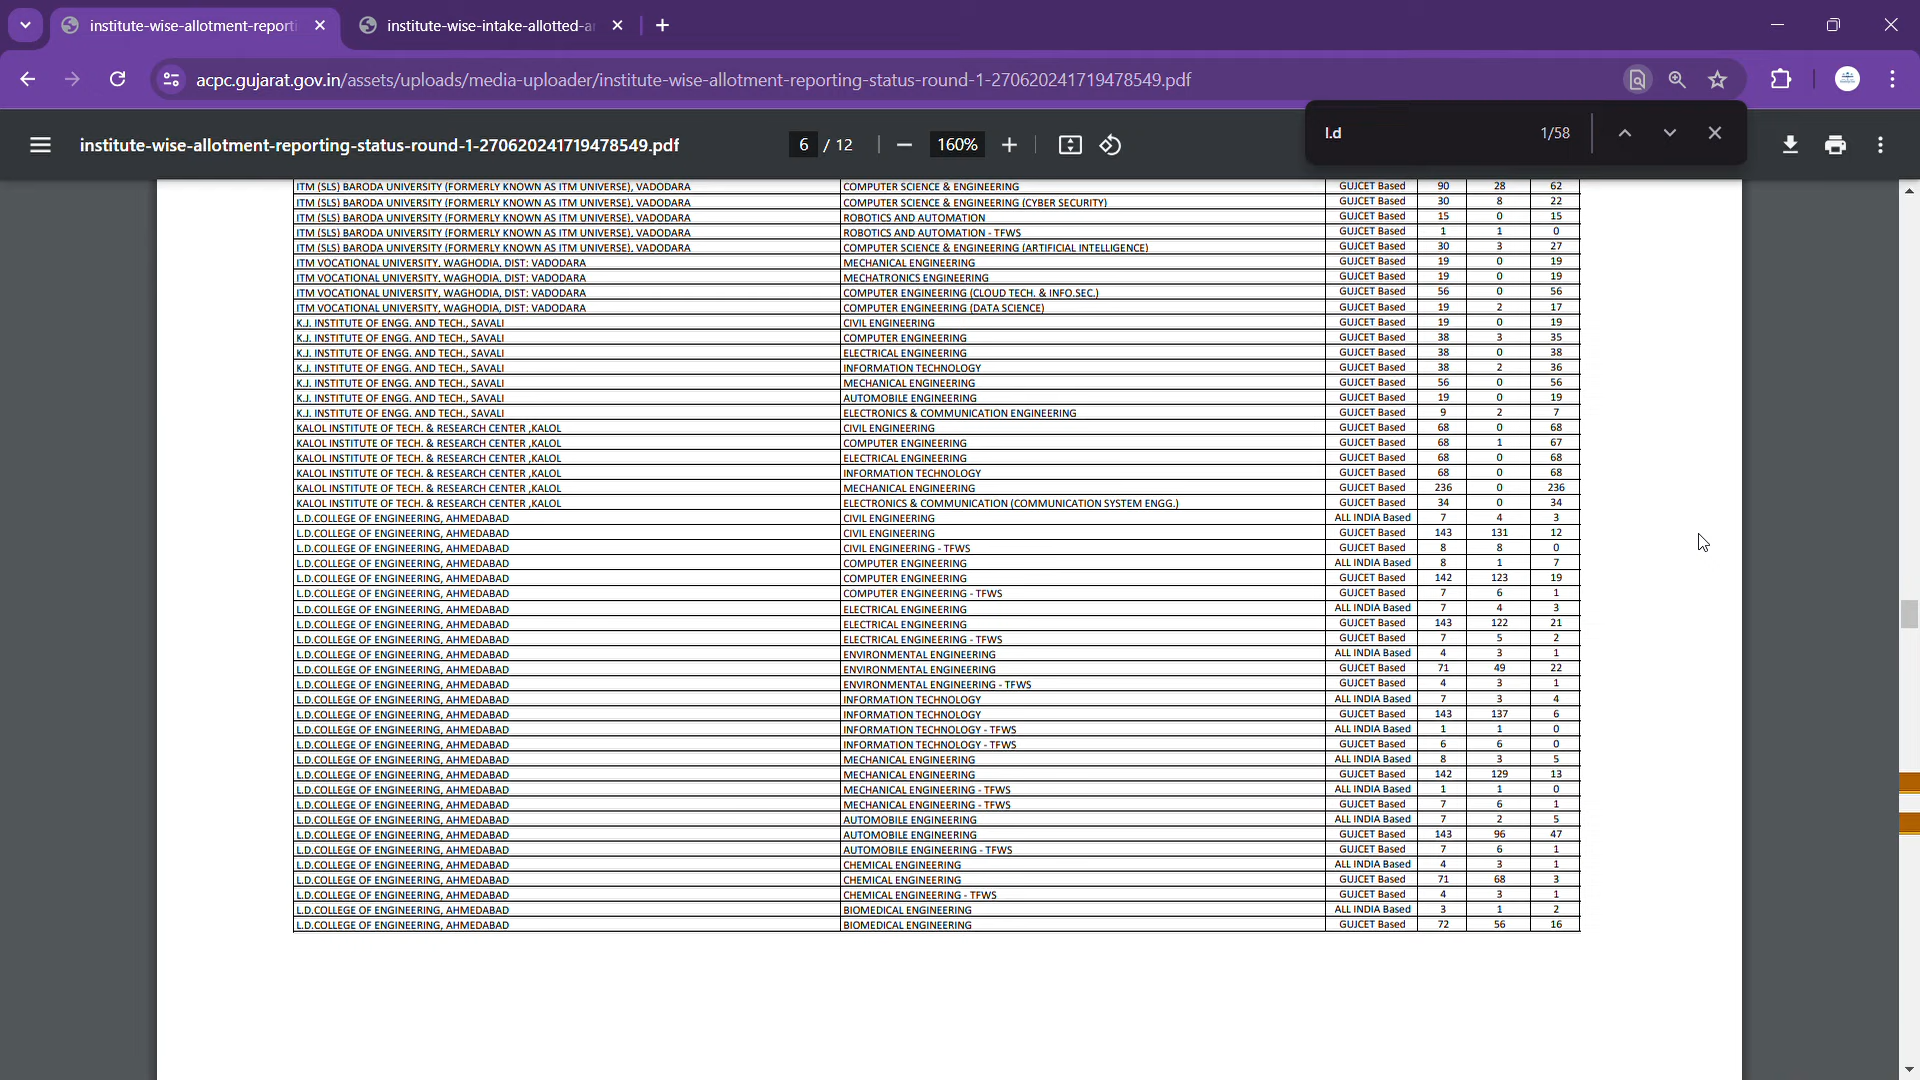 institute-wise-allotment-reporti
institute-wise-intake-allotted-a
acpc.gujarat.gov.in/assets/uploads/media-uploader/institute-wise-allotment-reporting-status-round-1-270620241719478549.pdf
l.d 1/58
institute-wise-allotment-reporting-status-round-1-270620241719478549.pdf 6 / 12 160%
ITM (SLS) BARODA UNIVERSITY (FORMERLY KNOWN AS ITM UNIVERSE), VADODARA COMPUTER SCIENCE & ENGINEERING GUJCET Based 90 28 62
ITM (SLS) BARODA UNIVERSITY (FORMERLY KNOWN AS ITM UNIVERSE), VADODARA COMPUTER SCIENCE & ENGINEERING (CYBER SECURITY) GUJCET Based 30 8 22
ITM (SLS) BARODA UNIVERSITY (FORMERLY KNOWN AS ITM UNIVERSE), VADODARA ROBOTICS AND AUTOMATION GUJCET Based 15 0 15
ITM (SLS) BARODA UNIVERSITY (FORMERLY KNOWN AS ITM UNIVERSE), VADODARA ROBOTICS AND AUTOMATION - TFWS GUJCET Based 1 1 0
ITM (SLS) BARODA UNIVERSITY (FORMERLY KNOWN AS ITM UNIVERSE), VADODARA COMPUTER SCIENCE & ENGINEERING (ARTIFICIAL INTELLIGENCE) GUJCET Based 30 3 27
ITM VOCATIONAL UNIVERSITY, WAGHODIA, DIST: VADODARA MECHANICAL ENGINEERING GUJCET Based 19 0 19
ITM VOCATIONAL UNIVERSITY, WAGHODIA, DIST: VADODARA MECHATRONICS ENGINEERING GUJCET Based 19 0 19
ITM VOCATIONAL UNIVERSITY, WAGHODIA, DIST: VADODARA COMPUTER ENGINEERING (CLOUD TECH. & INFO.SEC.) GUJCET Based 56 0 56
ITM VOCATIONAL UNIVERSITY, WAGHODIA, DIST: VADODARA COMPUTER ENGINEERING (DATA SCIENCE) GUJCET Based 19 2 17
K.J. INSTITUTE OF ENGG. AND TECH., SAVALI CIVIL ENGINEERING GUJCET Based 19 0 19
K.J. INSTITUTE OF ENGG. AND TECH., SAVALI COMPUTER ENGINEERING GUJCET Based 38 3 35
K.J. INSTITUTE OF ENGG. AND TECH., SAVALI ELECTRICAL ENGINEERING GUJCET Based 38 0 38
K.J. INSTITUTE OF ENGG. AND TECH., SAVALI INFORMATION TECHNOLOGY GUJCET Based 38 2 36
K.J. INSTITUTE OF ENGG. AND TECH., SAVALI MECHANICAL ENGINEERING GUJCET Based 56 0 56
K.J. INSTITUTE OF ENGG. AND TECH., SAVALI AUTOMOBILE ENGINEERING GUJCET Based 19 0 19
K.J. INSTITUTE OF ENGG. AND TECH., SAVALI ELECTRONICS & COMMUNICATION ENGINEERING GUJCET Based 9 2 7
KALOL INSTITUTE OF TECH. & RESEARCH CENTER ,KALOL CIVIL ENGINEERING GUJCET Based 68 0 68
KALOL INSTITUTE OF TECH. & RESEARCH CENTER ,KALOL COMPUTER ENGINEERING GUJCET Based 68 1 67
KALOL INSTITUTE OF TECH. & RESEARCH CENTER ,KALOL ELECTRICAL ENGINEERING GUJCET Based 68 0 68
KALOL INSTITUTE OF TECH. & RESEARCH CENTER ,KALOL INFORMATION TECHNOLOGY GUJCET Based 68 0 68
KALOL INSTITUTE OF TECH. & RESEARCH CENTER ,KALOL MECHANICAL ENGINEERING GUJCET Based 236 0 236
KALOL INSTITUTE OF TECH. & RESEARCH CENTER ,KALOL ELECTRONICS & COMMUNICATION (COMMUNICATION SYSTEM ENGG.) GUJCET Based 34 0 34
L.D.COLLEGE OF ENGINEERING, AHMEDABAD CIVIL ENGINEERING ALL INDIA Based 7 4 3
L.D.COLLEGE OF ENGINEERING, AHMEDABAD CIVIL ENGINEERING GUJCET Based 143 131 12
L.D.COLLEGE OF ENGINEERING, AHMEDABAD CIVIL ENGINEERING - TFWS GUJCET Based 8 8 0
L.D.COLLEGE OF ENGINEERING, AHMEDABAD COMPUTER ENGINEERING ALL INDIA Based 8 1 7
L.D.COLLEGE OF ENGINEERING, AHMEDABAD COMPUTER ENGINEERING GUJCET Based 142 123 19
L.D.COLLEGE OF ENGINEERING, AHMEDABAD COMPUTER ENGINEERING - TFWS GUJCET Based 7 6 1
L.D.COLLEGE OF ENGINEERING, AHMEDABAD ELECTRICAL ENGINEERING ALL INDIA Based 7 4 3
L.D.COLLEGE OF ENGINEERING, AHMEDABAD ELECTRICAL ENGINEERING GUJCET Based 143 122 21
L.D.COLLEGE OF ENGINEERING, AHMEDABAD ELECTRICAL ENGINEERING - TFWS GUJCET Based 7 5 2
L.D.COLLEGE OF ENGINEERING, AHMEDABAD ENVIRONMENTAL ENGINEERING ALL INDIA Based 4 3 1
L.D.COLLEGE OF ENGINEERING, AHMEDABAD ENVIRONMENTAL ENGINEERING GUJCET Based 71 49 22
L.D.COLLEGE OF ENGINEERING, AHMEDABAD ENVIRONMENTAL ENGINEERING - TFWS GUJCET Based 4 3 1
L.D.COLLEGE OF ENGINEERING, AHMEDABAD INFORMATION TECHNOLOGY ALL INDIA Based 7 3 4
L.D.COLLEGE OF ENGINEERING, AHMEDABAD INFORMATION TECHNOLOGY GUJCET Based 143 137 6
L.D.COLLEGE OF ENGINEERING, AHMEDABAD INFORMATION TECHNOLOGY - TFWS ALL INDIA Based 1 1 0
L.D.COLLEGE OF ENGINEERING, AHMEDABAD INFORMATION TECHNOLOGY - TFWS GUJCET Based 6 6 0
L.D.COLLEGE OF ENGINEERING, AHMEDABAD MECHANICAL ENGINEERING ALL INDIA Based 8 3 5
L.D.COLLEGE OF ENGINEERING, AHMEDABAD MECHANICAL ENGINEERING GUJCET Based 142 129 13
L.D.COLLEGE OF ENGINEERING, AHMEDABAD MECHANICAL ENGINEERING - TFWS ALL INDIA Based 1 1 0
L.D.COLLEGE OF ENGINEERING, AHMEDABAD MECHANICAL ENGINEERING - TFWS GUJCET Based 7 6 1
L.D.COLLEGE OF ENGINEERING, AHMEDABAD AUTOMOBILE ENGINEERING ALL INDIA Based 7 2 5
L.D.COLLEGE OF ENGINEERING, AHMEDABAD AUTOMOBILE ENGINEERING GUJCET Based 143 96 47
L.D.COLLEGE OF ENGINEERING, AHMEDABAD AUTOMOBILE ENGINEERING - TFWS GUJCET Based 7 6 1
L.D.COLLEGE OF ENGINEERING, AHMEDABAD CHEMICAL ENGINEERING ALL INDIA Based 4 3 1
L.D.COLLEGE OF ENGINEERING, AHMEDABAD CHEMICAL ENGINEERING GUJCET Based 71 68 3
L.D.COLLEGE OF ENGINEERING, AHMEDABAD CHEMICAL ENGINEERING - TFWS GUJCET Based 4 3 1
L.D.COLLEGE OF ENGINEERING, AHMEDABAD BIOMEDICAL ENGINEERING ALL INDIA Based 3 1 2
L.D.COLLEGE OF ENGINEERING, AHMEDABAD BIOMEDICAL ENGINEERING GUJCET Based 72 56 16